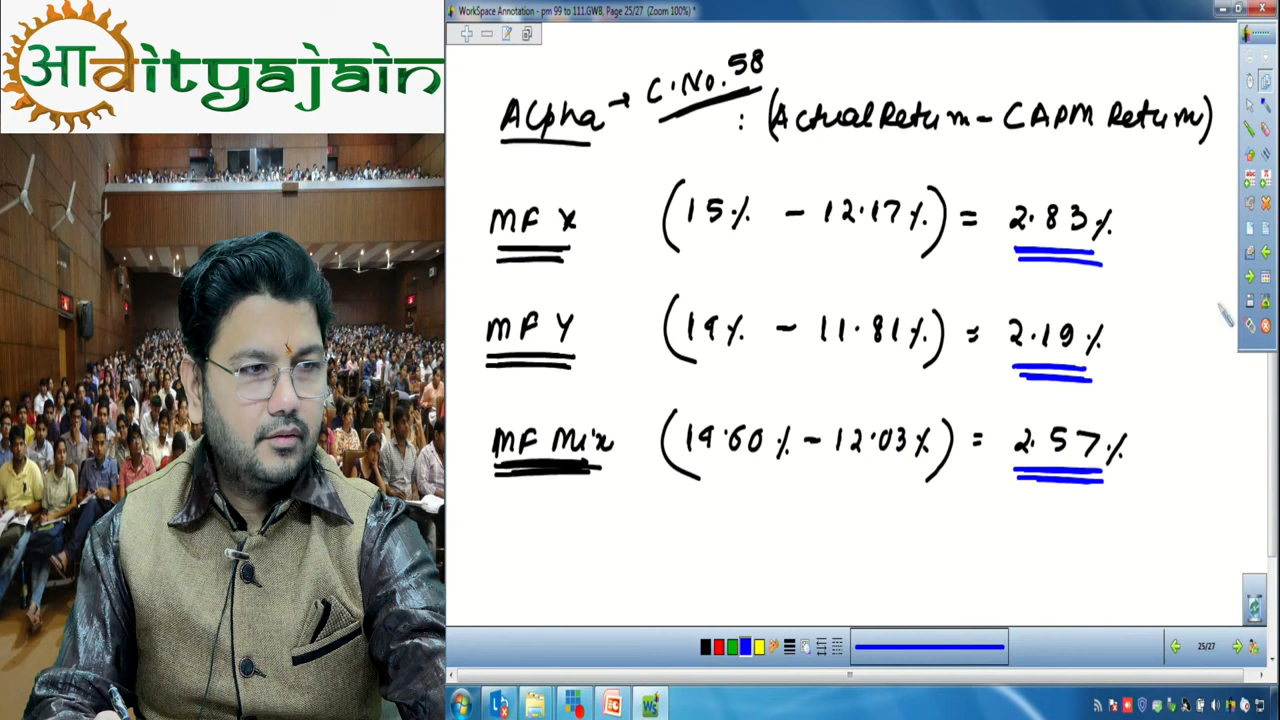 आdityajain
WorkSpace Annotation - pm 99 to 111.GWB, Page 25/27 (Zoom 100%) *
Alpha → C.No.58
: (Actual Return - CAPM Return)
MF X (15% - 12.17%) = 2.83%
MF Y (14% - 11.81%) = 2.19%
MF Mix (14.60% - 12.03%) = 2.57%
25/27